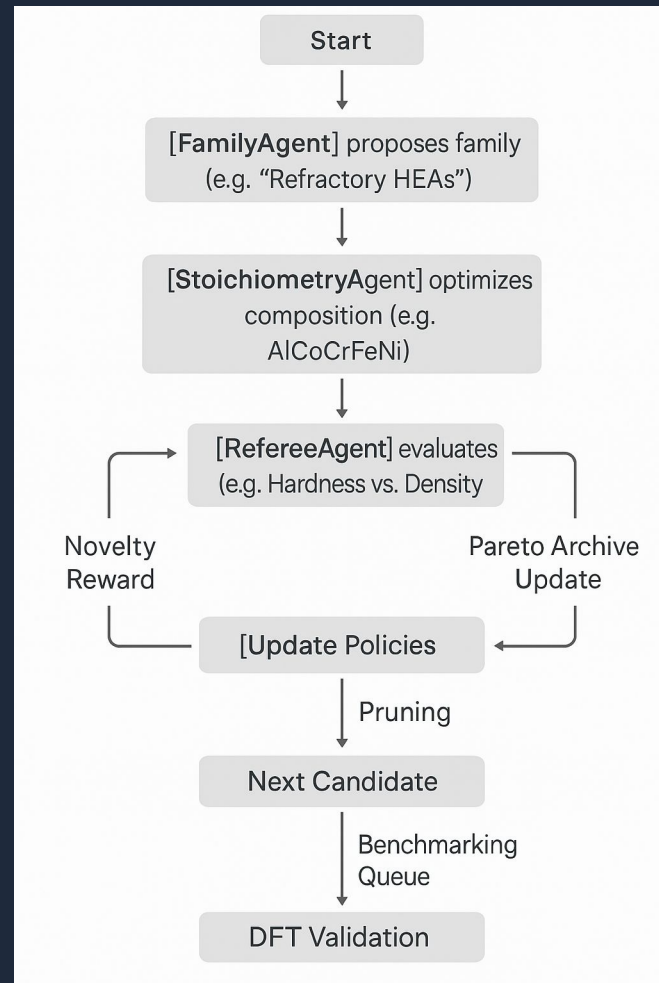 Start
[FamilyAgent] proposes family
(e.g. “Refractory HEAs”)
[StoichiometryAgent] optimizes
composition (e.g.
AlCoCrFeNi)
[RefereeAgent] evaluates
(e.g. Hardness vs. Density
Novelty
Reward
Pareto Archive
Update
[Update Policies
Pruning
Next Candidate
Benchmarking
Queue
DFT Validation